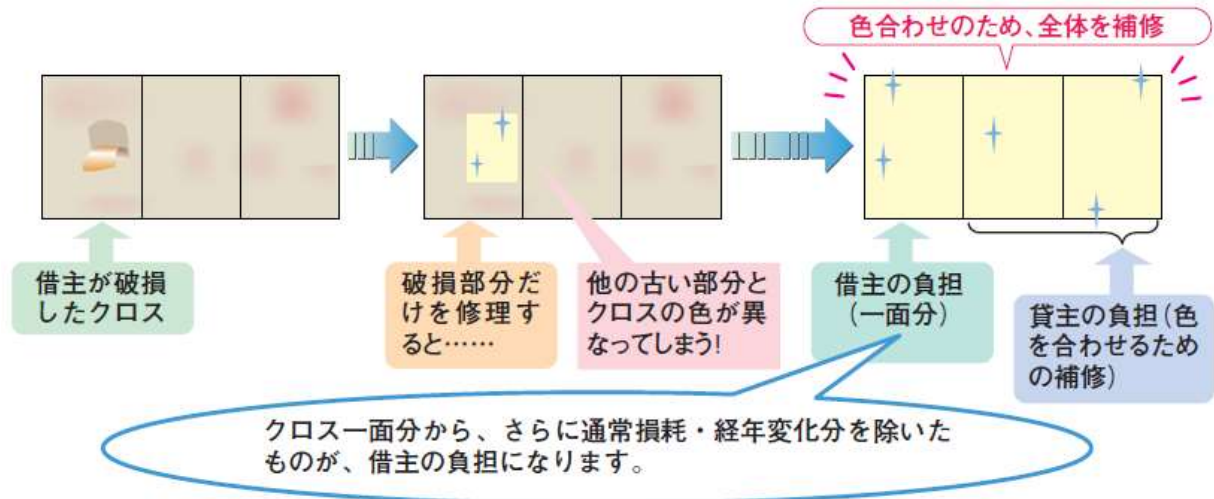 色合わせのため、全体を補修
借主が破損
したクロス
破損部分だ
けを修理す
ると……
他の古い部分と
クロスの色が異
なってしまう!
借主の負担
(一面分)
貸主の負担(色
を合わせるため
の補修)
クロス一面分から、さらに通常損耗・経年変化分を除いた
ものが、借主の負担になります。